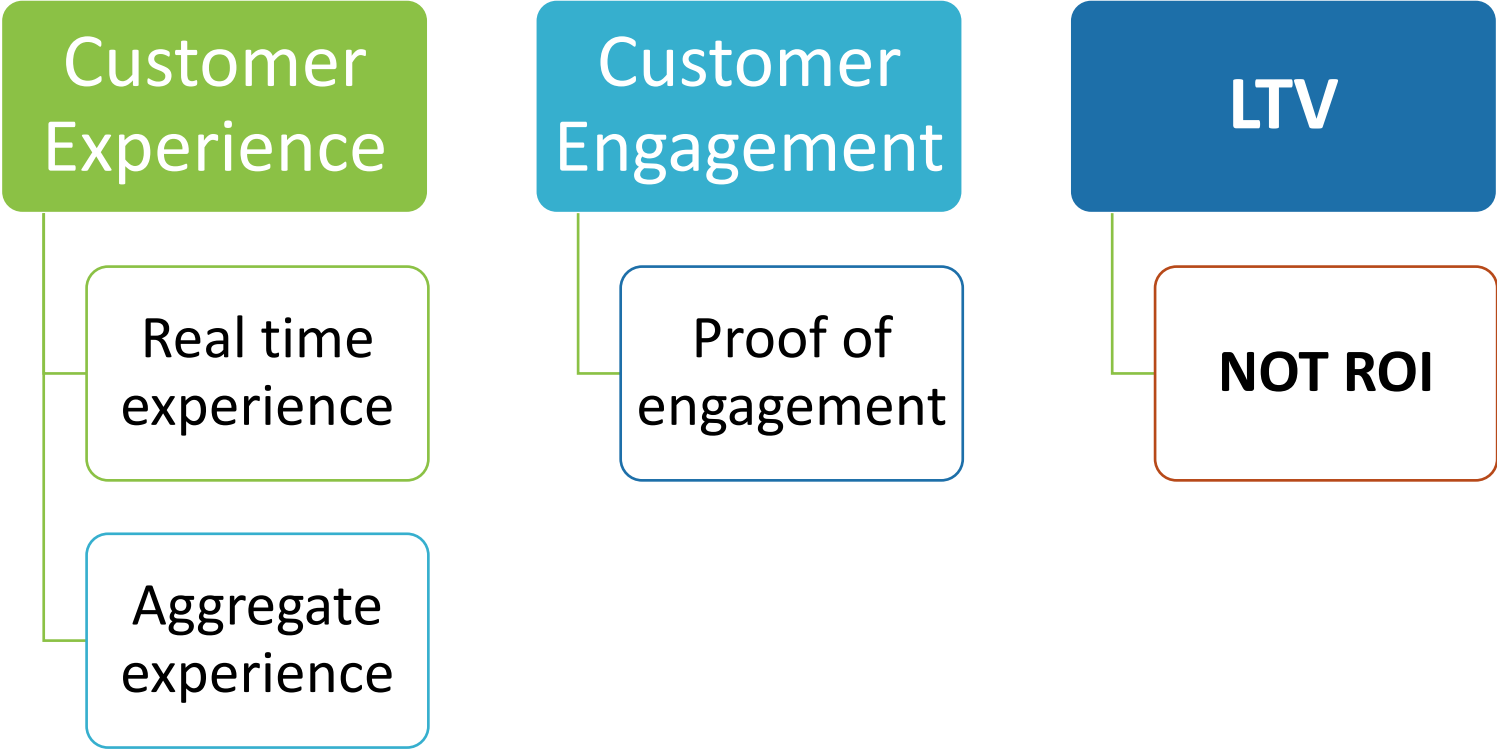 Customer
Experience
Real time
experience
Aggregate
experience
Customer
Engagement
Proof of
engagement
LTV
NOT ROI